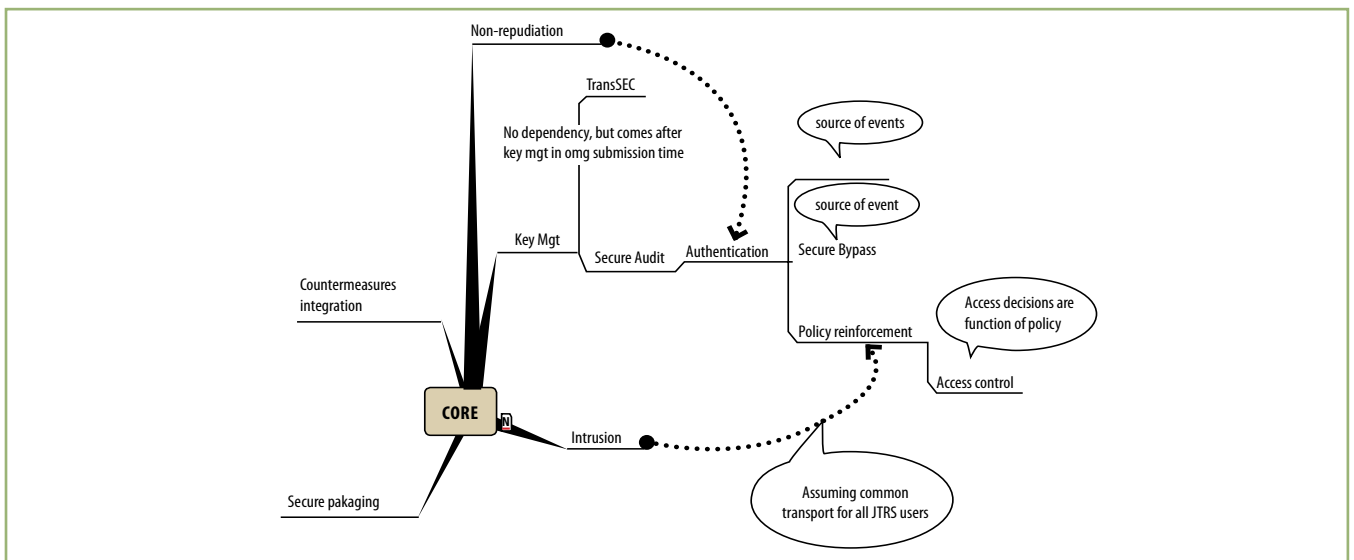 Non-repudiation
TransSEC
No dependency, but comes after
key mgt in omg submission time
source of events
source of event
Key Mgt
Secure Audit
Authentication
Secure Bypass
Countermeasures
integration
Access decisions are
function of policy
Policy reinforcement
Access control
CORE
N
Intrusion
Secure pakaging
Assuming common
transport for all JTRS users